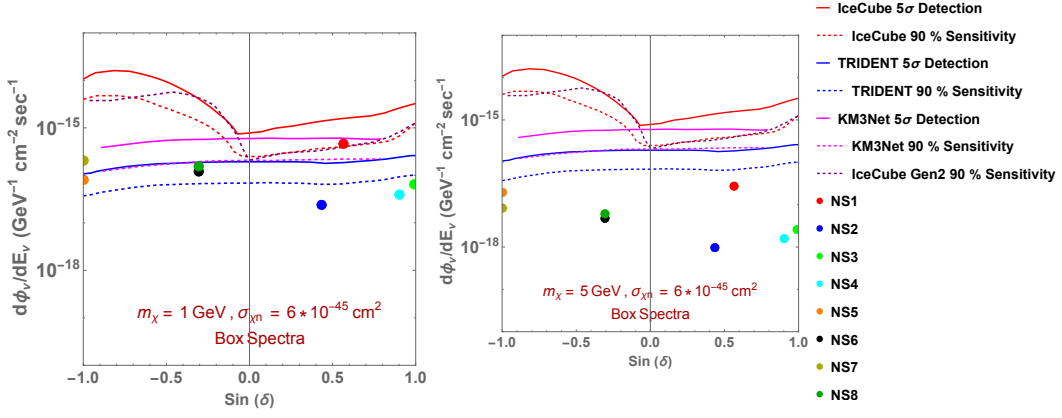 dϕν/dEν (GeV⁻¹ cm⁻² sec⁻¹)
10⁻¹⁵
10⁻¹⁸
mχ = 1 GeV , σχn = 6 * 10⁻⁴⁵ cm²
Box Spectra
−1.0 −0.5 0.0 0.5 1.0
Sin (δ)
dϕν/dEν (GeV⁻¹ cm⁻² sec⁻¹)
10⁻¹⁵
10⁻¹⁸
mχ = 5 GeV , σχn = 6 * 10⁻⁴⁵ cm²
Box Spectra
−1.0 −0.5 0.0 0.5 1.0
Sin (δ)
IceCube 5σ Detection
IceCube 90 % Sensitivity
TRIDENT 5σ Detection
TRIDENT 90 % Sensitivity
KM3Net 5σ Detection
KM3Net 90 % Sensitivity
IceCube Gen2 90 % Sensitivity
NS1
NS2
NS3
NS4
NS5
NS6
NS7
NS8